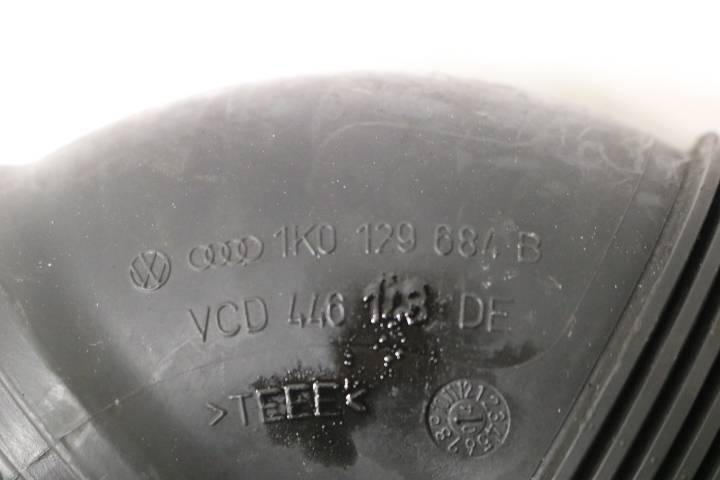 1K0 129 684 B
VCD 446 DE
>TEEE<